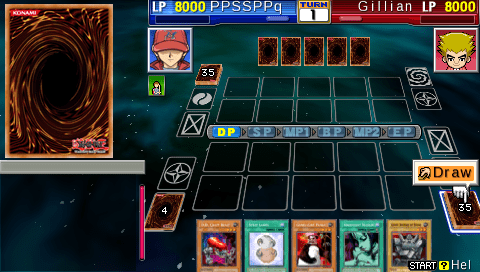 KONAMI
LP 8000 PPSSPPq
TURN
1
Gillian LP 8000
35
DP SP MP1 BP MP2 EP
Draw
4
35
START ? Hel